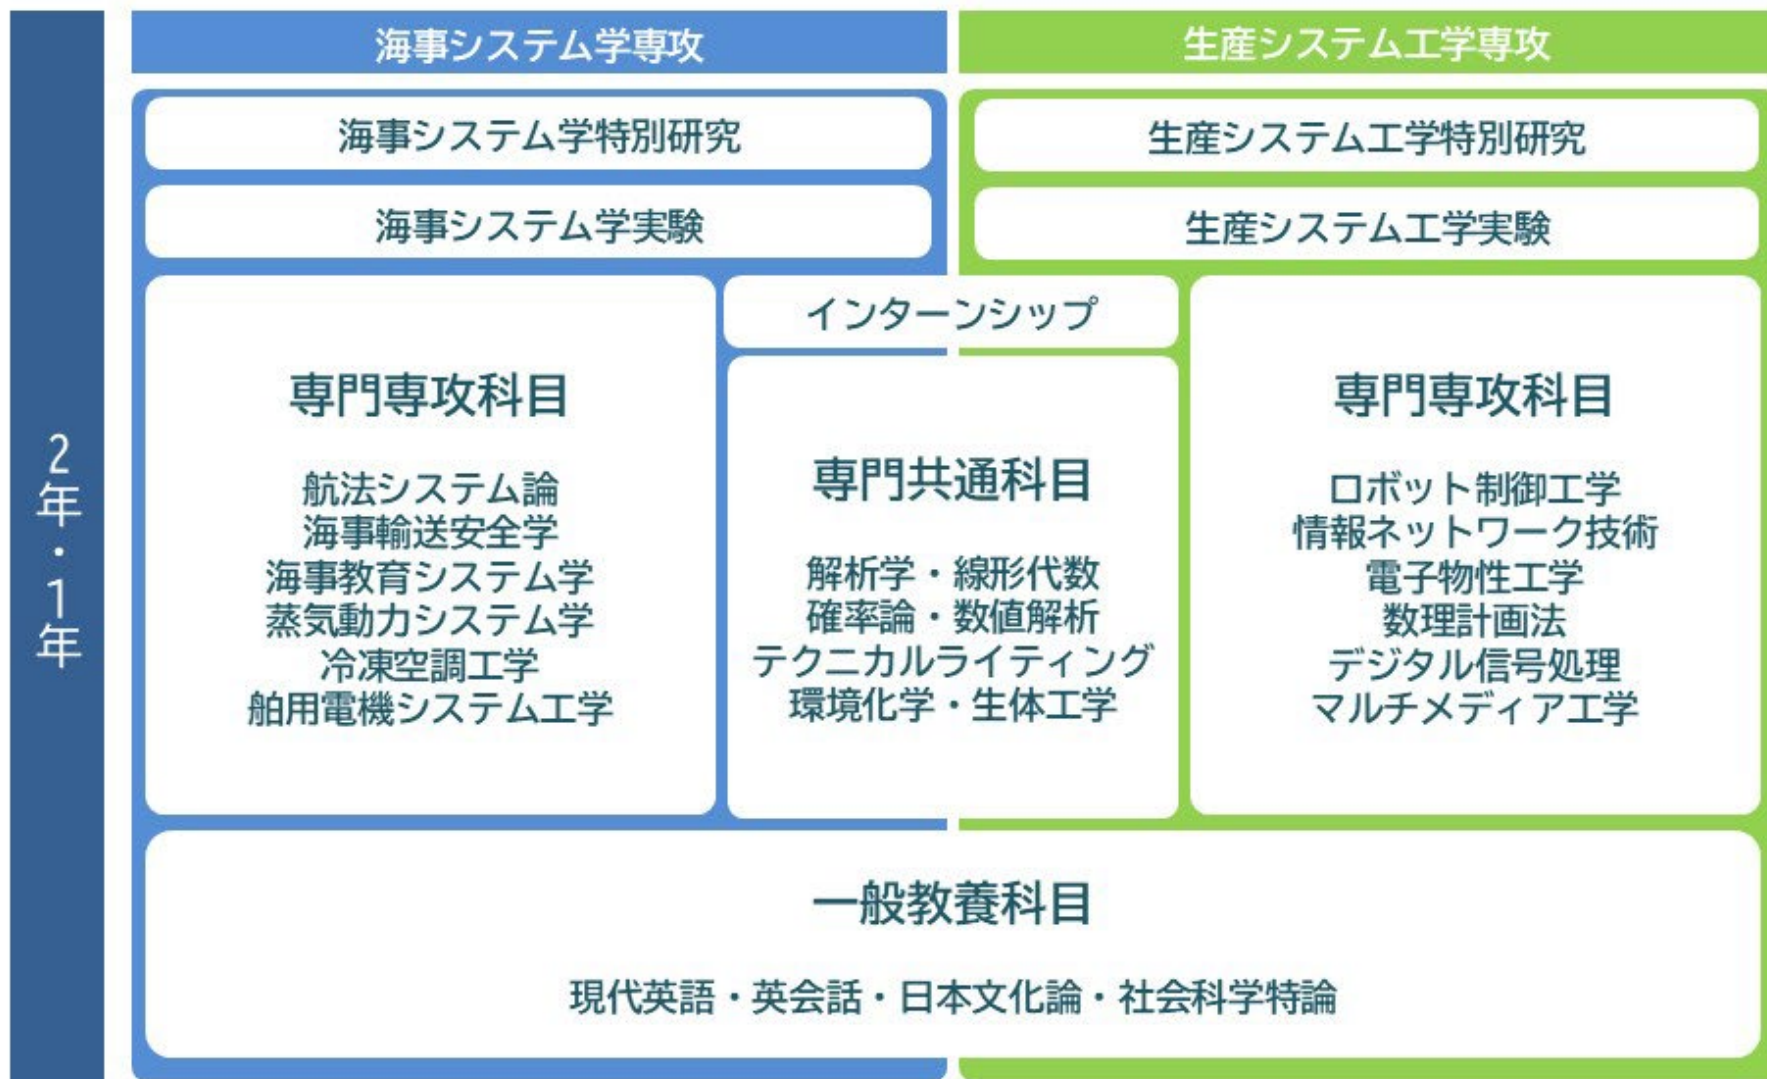 海事システム学専攻
生産システム工学専攻
2年・1年
海事システム学特別研究
生産システム工学特別研究
海事システム学実験
生産システム工学実験
インターンシップ
専門専攻科目
航法システム論
海事輸送安全学
海事教育システム学
蒸気動力システム学
冷凍空調工学
舶用電機システム工学
専門共通科目
解析学・線形代数
確率論・数値解析
テクニカルライティング
環境化学・生体工学
専門専攻科目
ロボット制御工学
情報ネットワーク技術
電子物性工学
数理計画法
デジタル信号処理
マルチメディア工学
一般教養科目
現代英語・英会話・日本文化論・社会科学特論